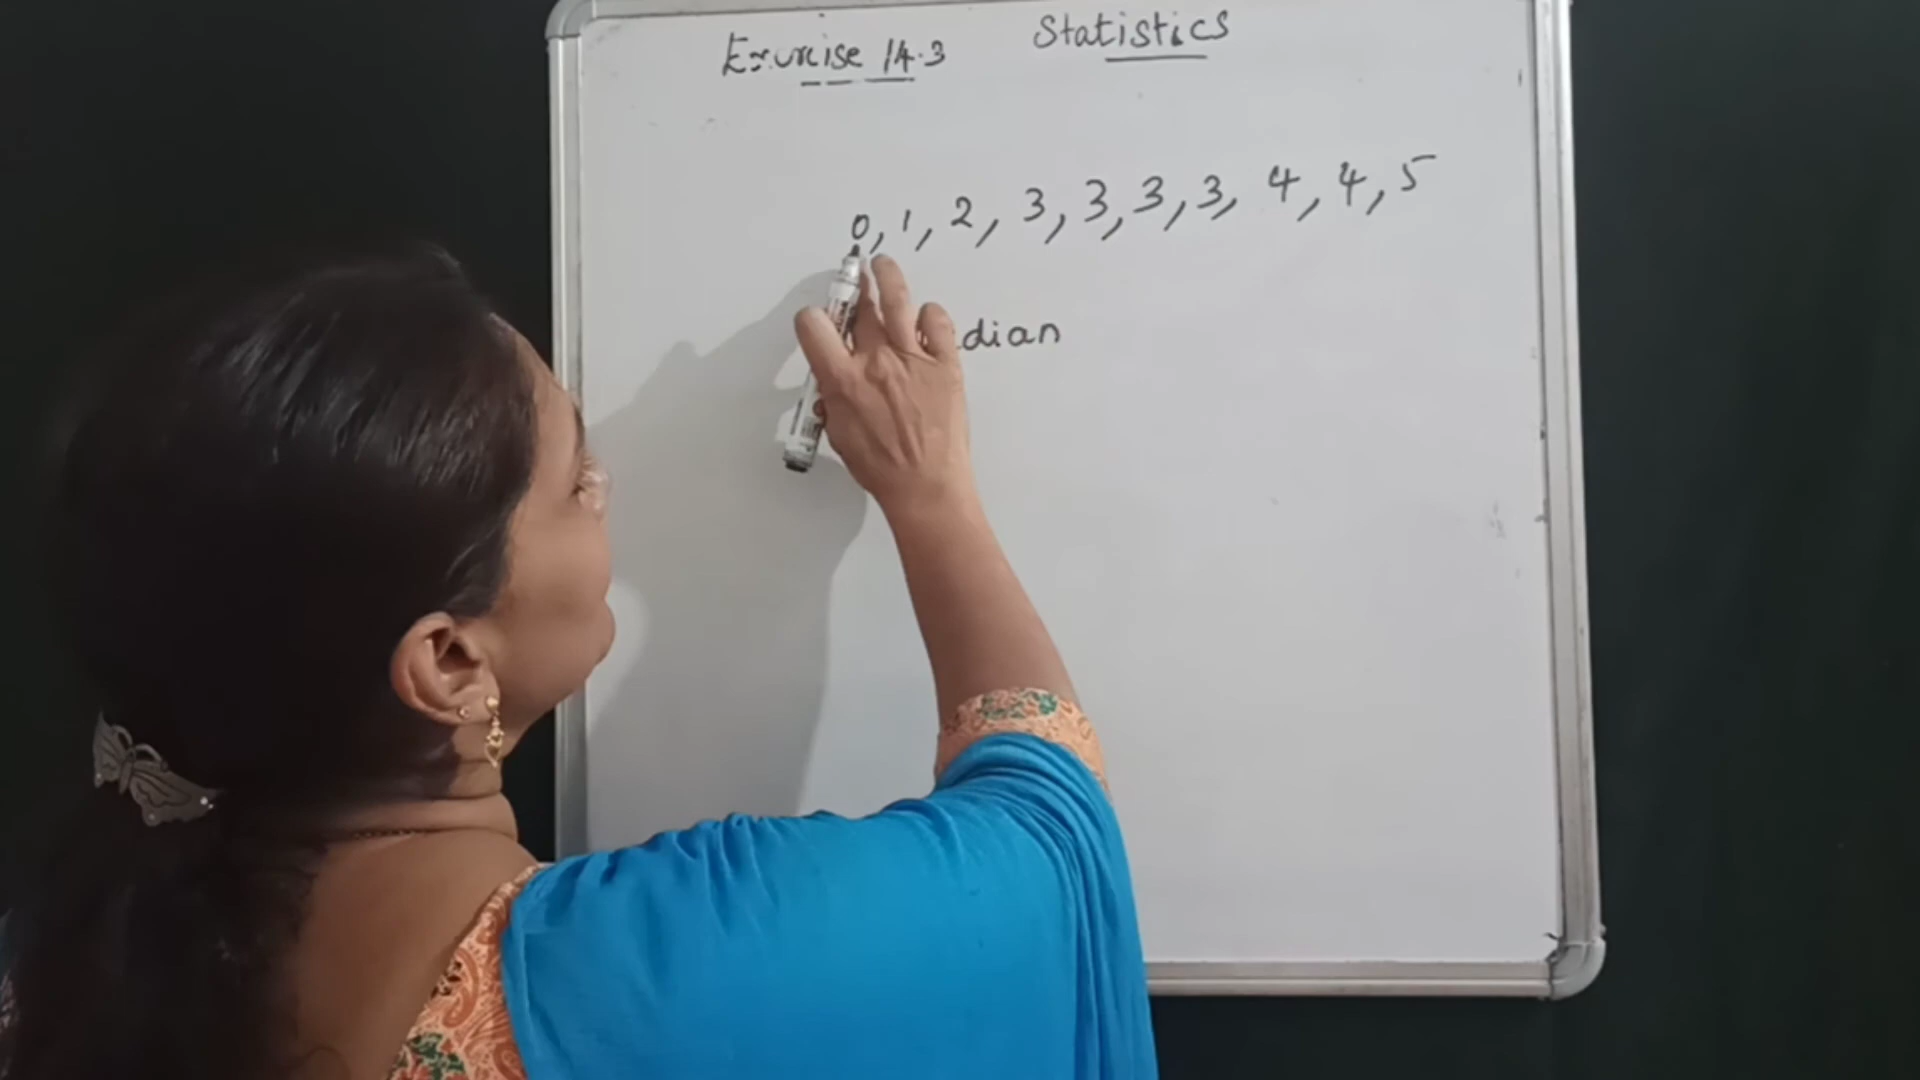 Exercise 14.3 Statistics
0, 1, 2, 3, 3, 3, 3, 4, 4, 5
dian